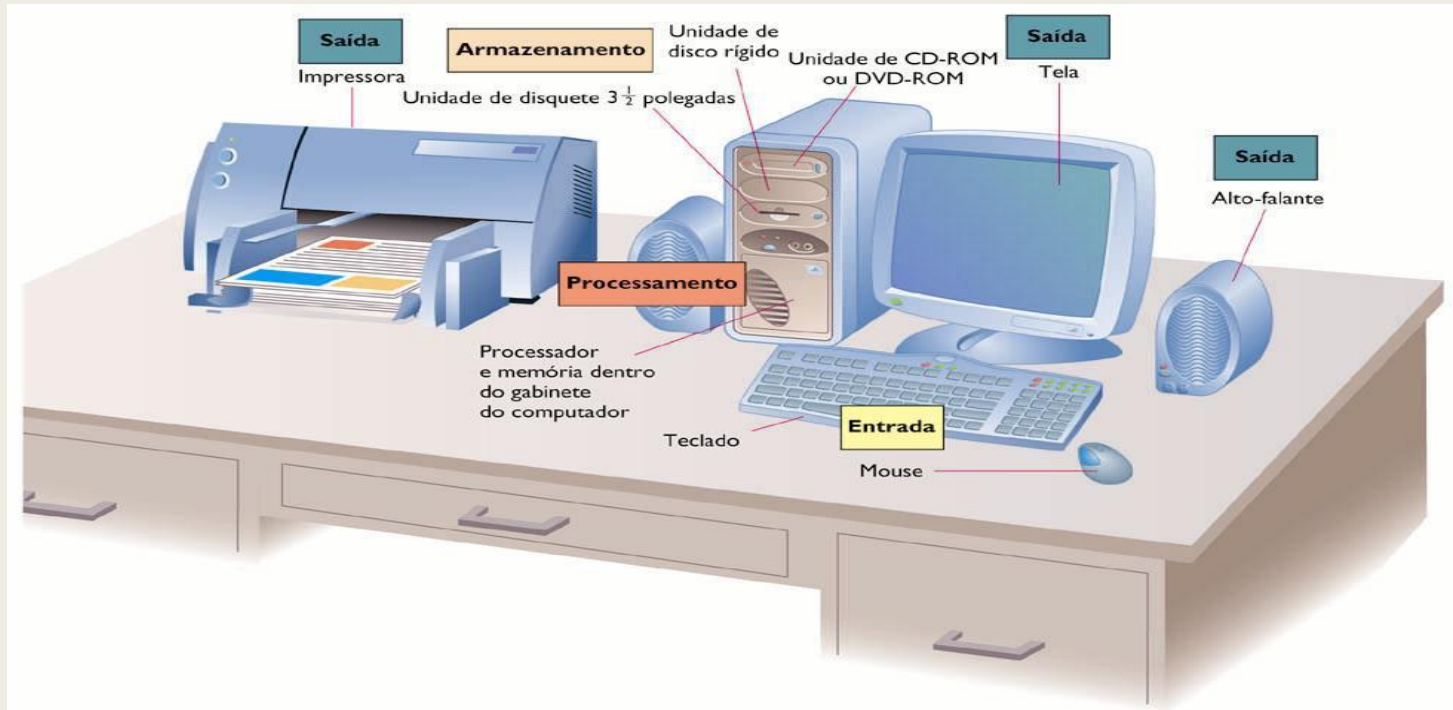 Saída
Impressora
Armazenamento
Unidade de disquete 3 1/2 polegadas
Unidade de
disco rígido
Unidade de CD-ROM
ou DVD-ROM
Saída
Tela
Saída
Alto-falante
Processamento
Processador
e memória dentro
do gabinete
do computador
Teclado
Entrada
Mouse